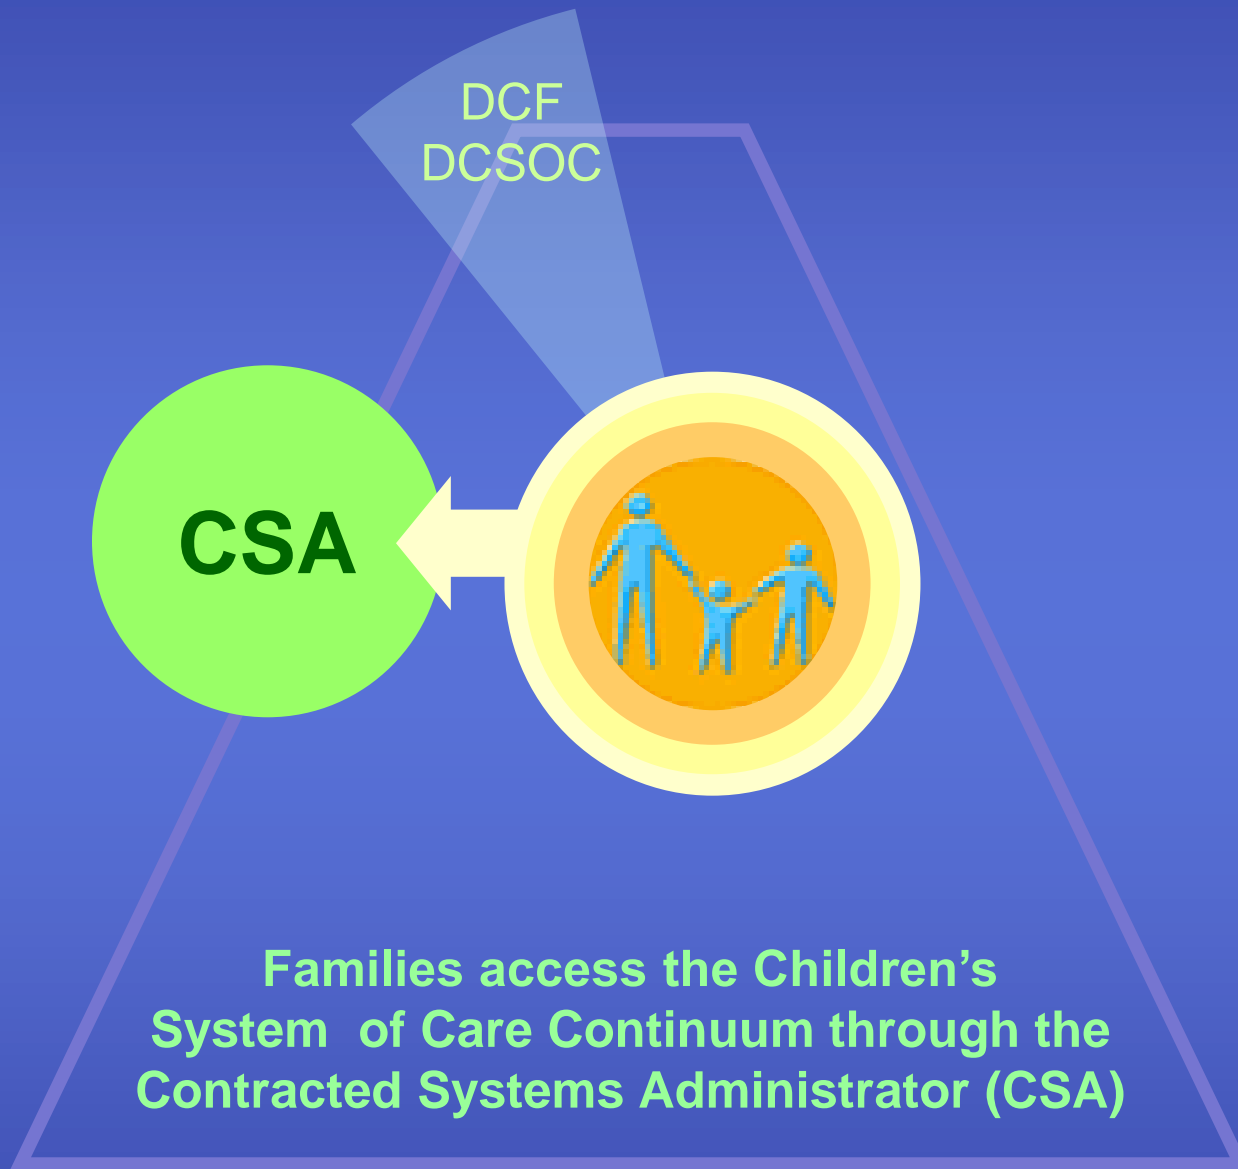 DCF
DCSOC
CSA
Families access the Children’s
System  of Care Continuum through the
Contracted Systems Administrator (CSA)